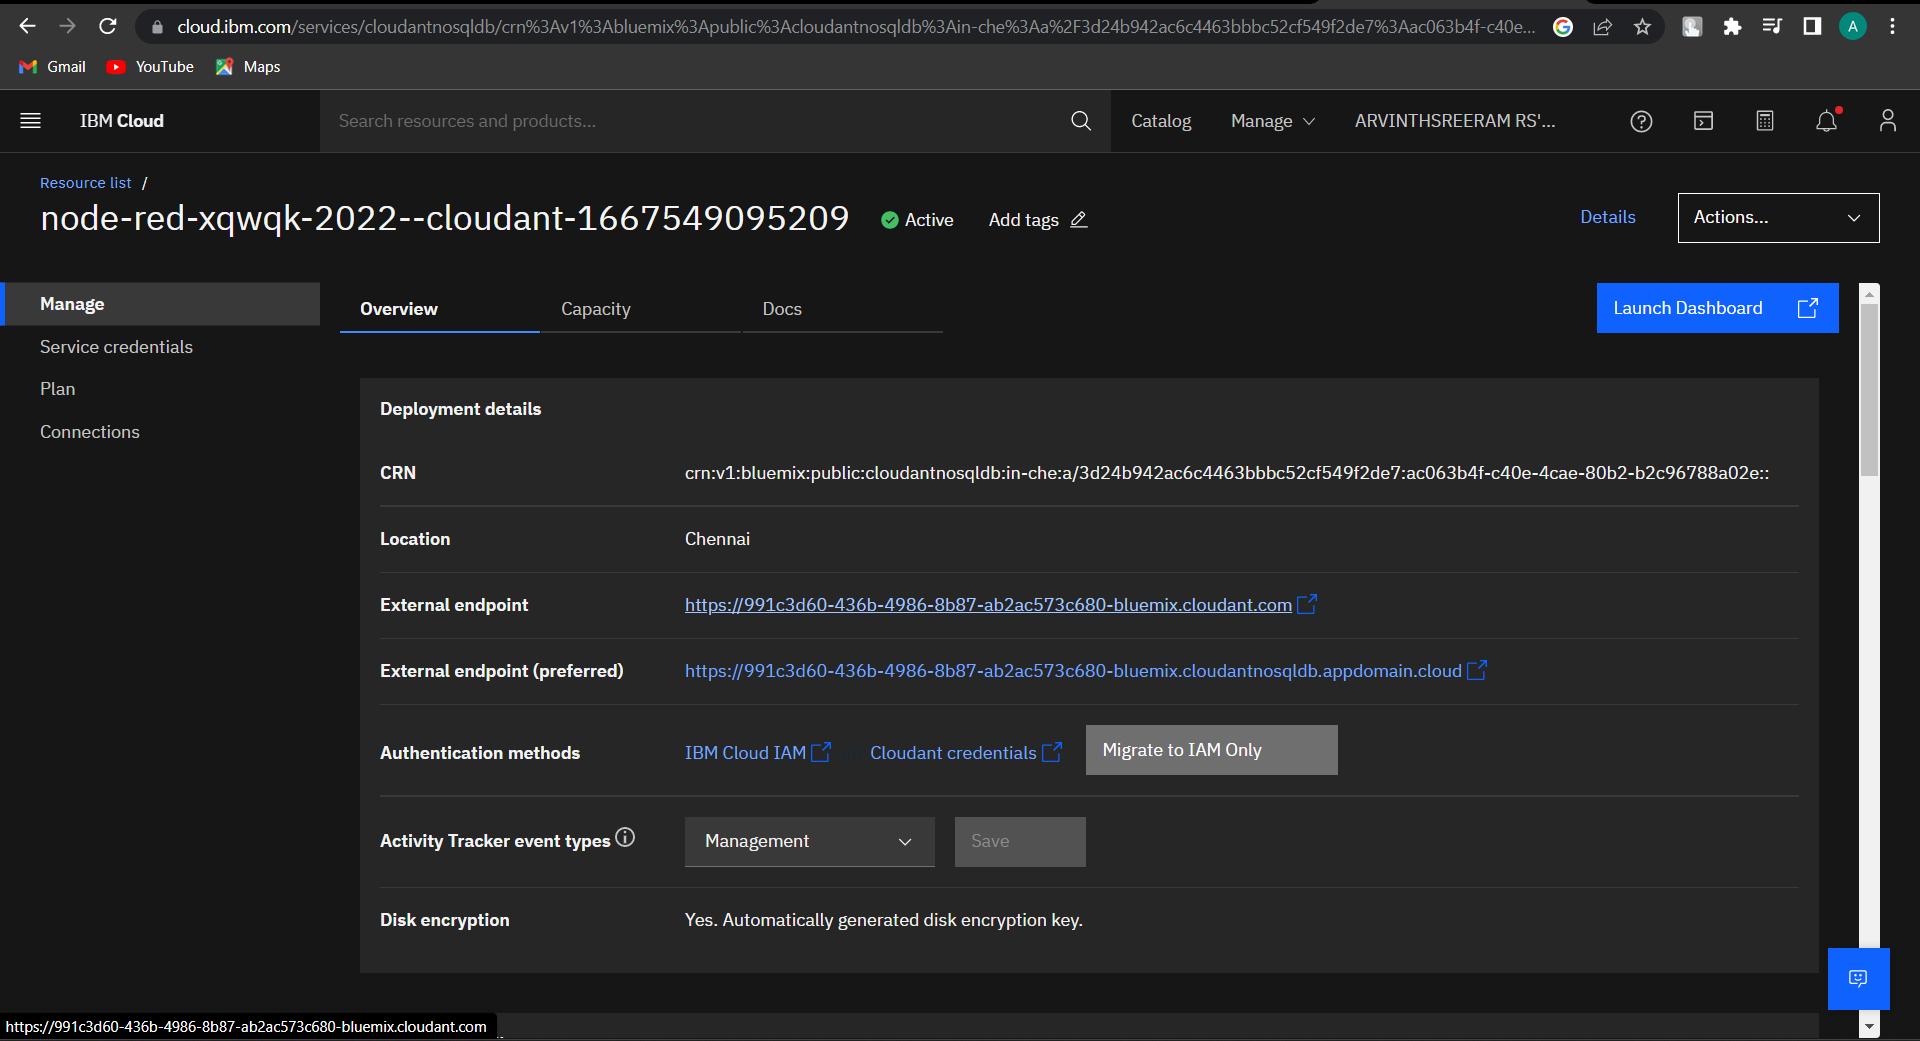 cloud.ibm.com/services/cloudantnosqldb/crn%3Av1%3Abluemix%3Apublic%3Acloudantnosqldb%3Ain-che%3Aa%2F3d24b942ac6c4463bbbc52cf549f2de7%3Aac063b4f-c40e... A
Gmail YouTube Maps
IBM Cloud Search resources and products... Catalog Manage ARVINTHSREERAM RS'...
Resource list /
node-red-xqwqk-2022--cloudant-1667549095209 Active Add tags Details Actions...
Manage
Service credentials
Plan
Connections
Overview Capacity Docs Launch Dashboard
Deployment details
CRN crn:v1:bluemix:public:cloudantnosqldb:in-che:a/3d24b942ac6c4463bbbc52cf549f2de7:ac063b4f-c40e-4cae-80b2-b2c96788a02e::
Location Chennai
External endpoint https://991c3d60-436b-4986-8b87-ab2ac573c680-bluemix.cloudant.com
External endpoint (preferred) https://991c3d60-436b-4986-8b87-ab2ac573c680-bluemix.cloudantnosqldb.appdomain.cloud
Authentication methods IBM Cloud IAM Cloudant credentials Migrate to IAM Only
Activity Tracker event types Management Save
Disk encryption Yes. Automatically generated disk encryption key.
https://991c3d60-436b-4986-8b87-ab2ac573c680-bluemix.cloudant.com